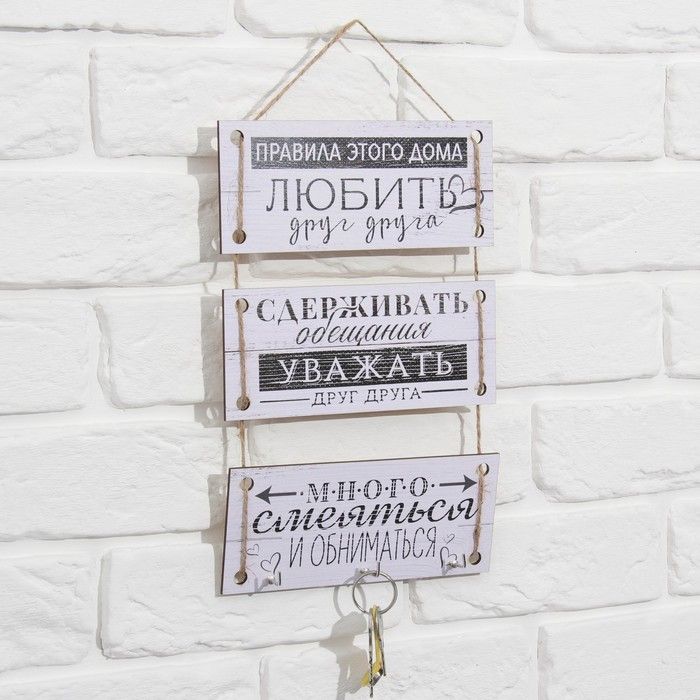 ПРАВИЛА ЭТОГО ДОМА
ЛЮБИТЬ
друг друга
СДЕРЖИВАТЬ
обещания
УВАЖАТЬ
ДРУГ ДРУГА
МНОГО
смеяться
И ОБНИМАТЬСЯ